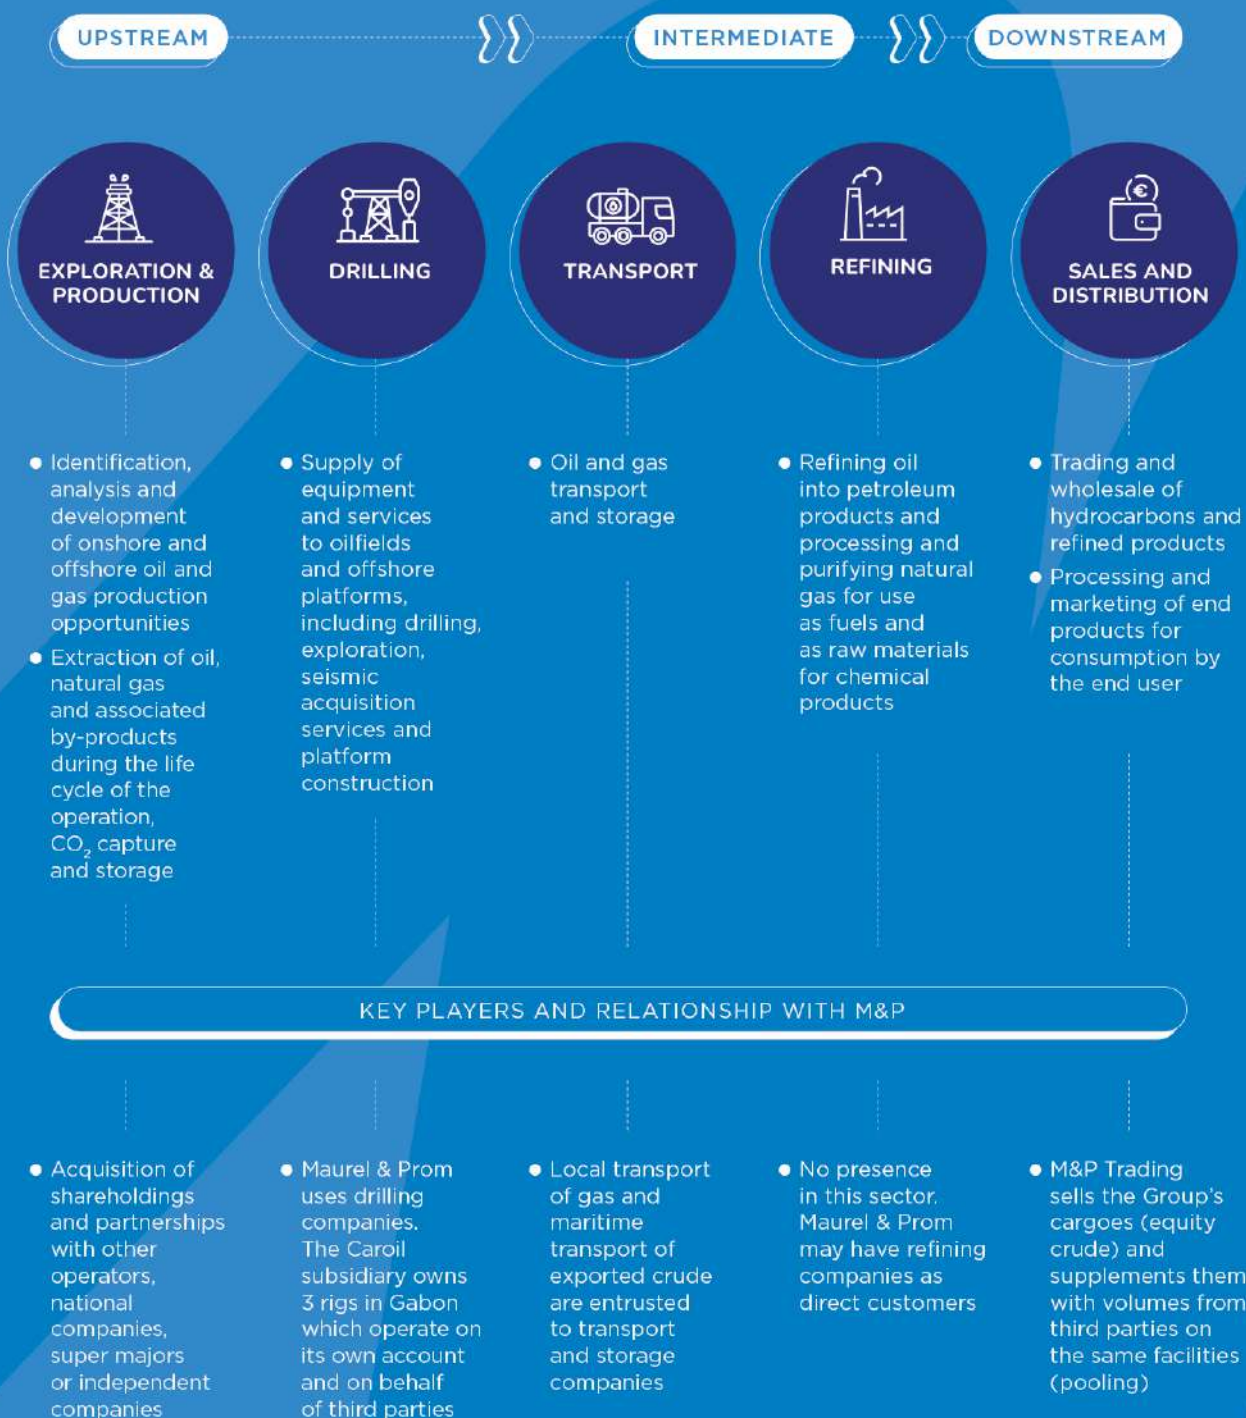 UPSTREAM
INTERMEDIATE
DOWNSTREAM
EXPLORATION &
PRODUCTION
DRILLING
TRANSPORT
REFINING
€
SALES AND
DISTRIBUTION
• Identification,
analysis and
development
of onshore and
offshore oil and
gas production
opportunities
• Extraction of oil,
natural gas
and associated
by-products
during the life
cycle of the
operation,
CO₂ capture
and storage
• Supply of
equipment
and services
to oilfields
and offshore
platforms,
including drilling,
exploration,
seismic
acquisition
services and
platform
construction
• Oil and gas
transport
and storage
• Refining oil
into petroleum
products and
processing and
purifying natural
gas for use
as fuels and
as raw materials
for chemical
products
• Trading and
wholesale of
hydrocarbons and
refined products
• Processing and
marketing of end
products for
consumption by
the end user
KEY PLAYERS AND RELATIONSHIP WITH M&P
• Acquisition of
shareholdings
and partnerships
with other
operators,
national
companies,
super majors
or independent
companies
• Maurel & Prom
uses drilling
companies.
The Caroil
subsidiary owns
3 rigs in Gabon
which operate on
its own account
and on behalf
of third parties
• Local transport
of gas and
maritime
transport of
exported crude
are entrusted
to transport
and storage
companies
• No presence
in this sector.
Maurel & Prom
may have refining
companies as
direct customers
• M&P Trading
sells the Group's
cargoes (equity
crude) and
supplements them
with volumes from
third parties on
the same facilities
(pooling)